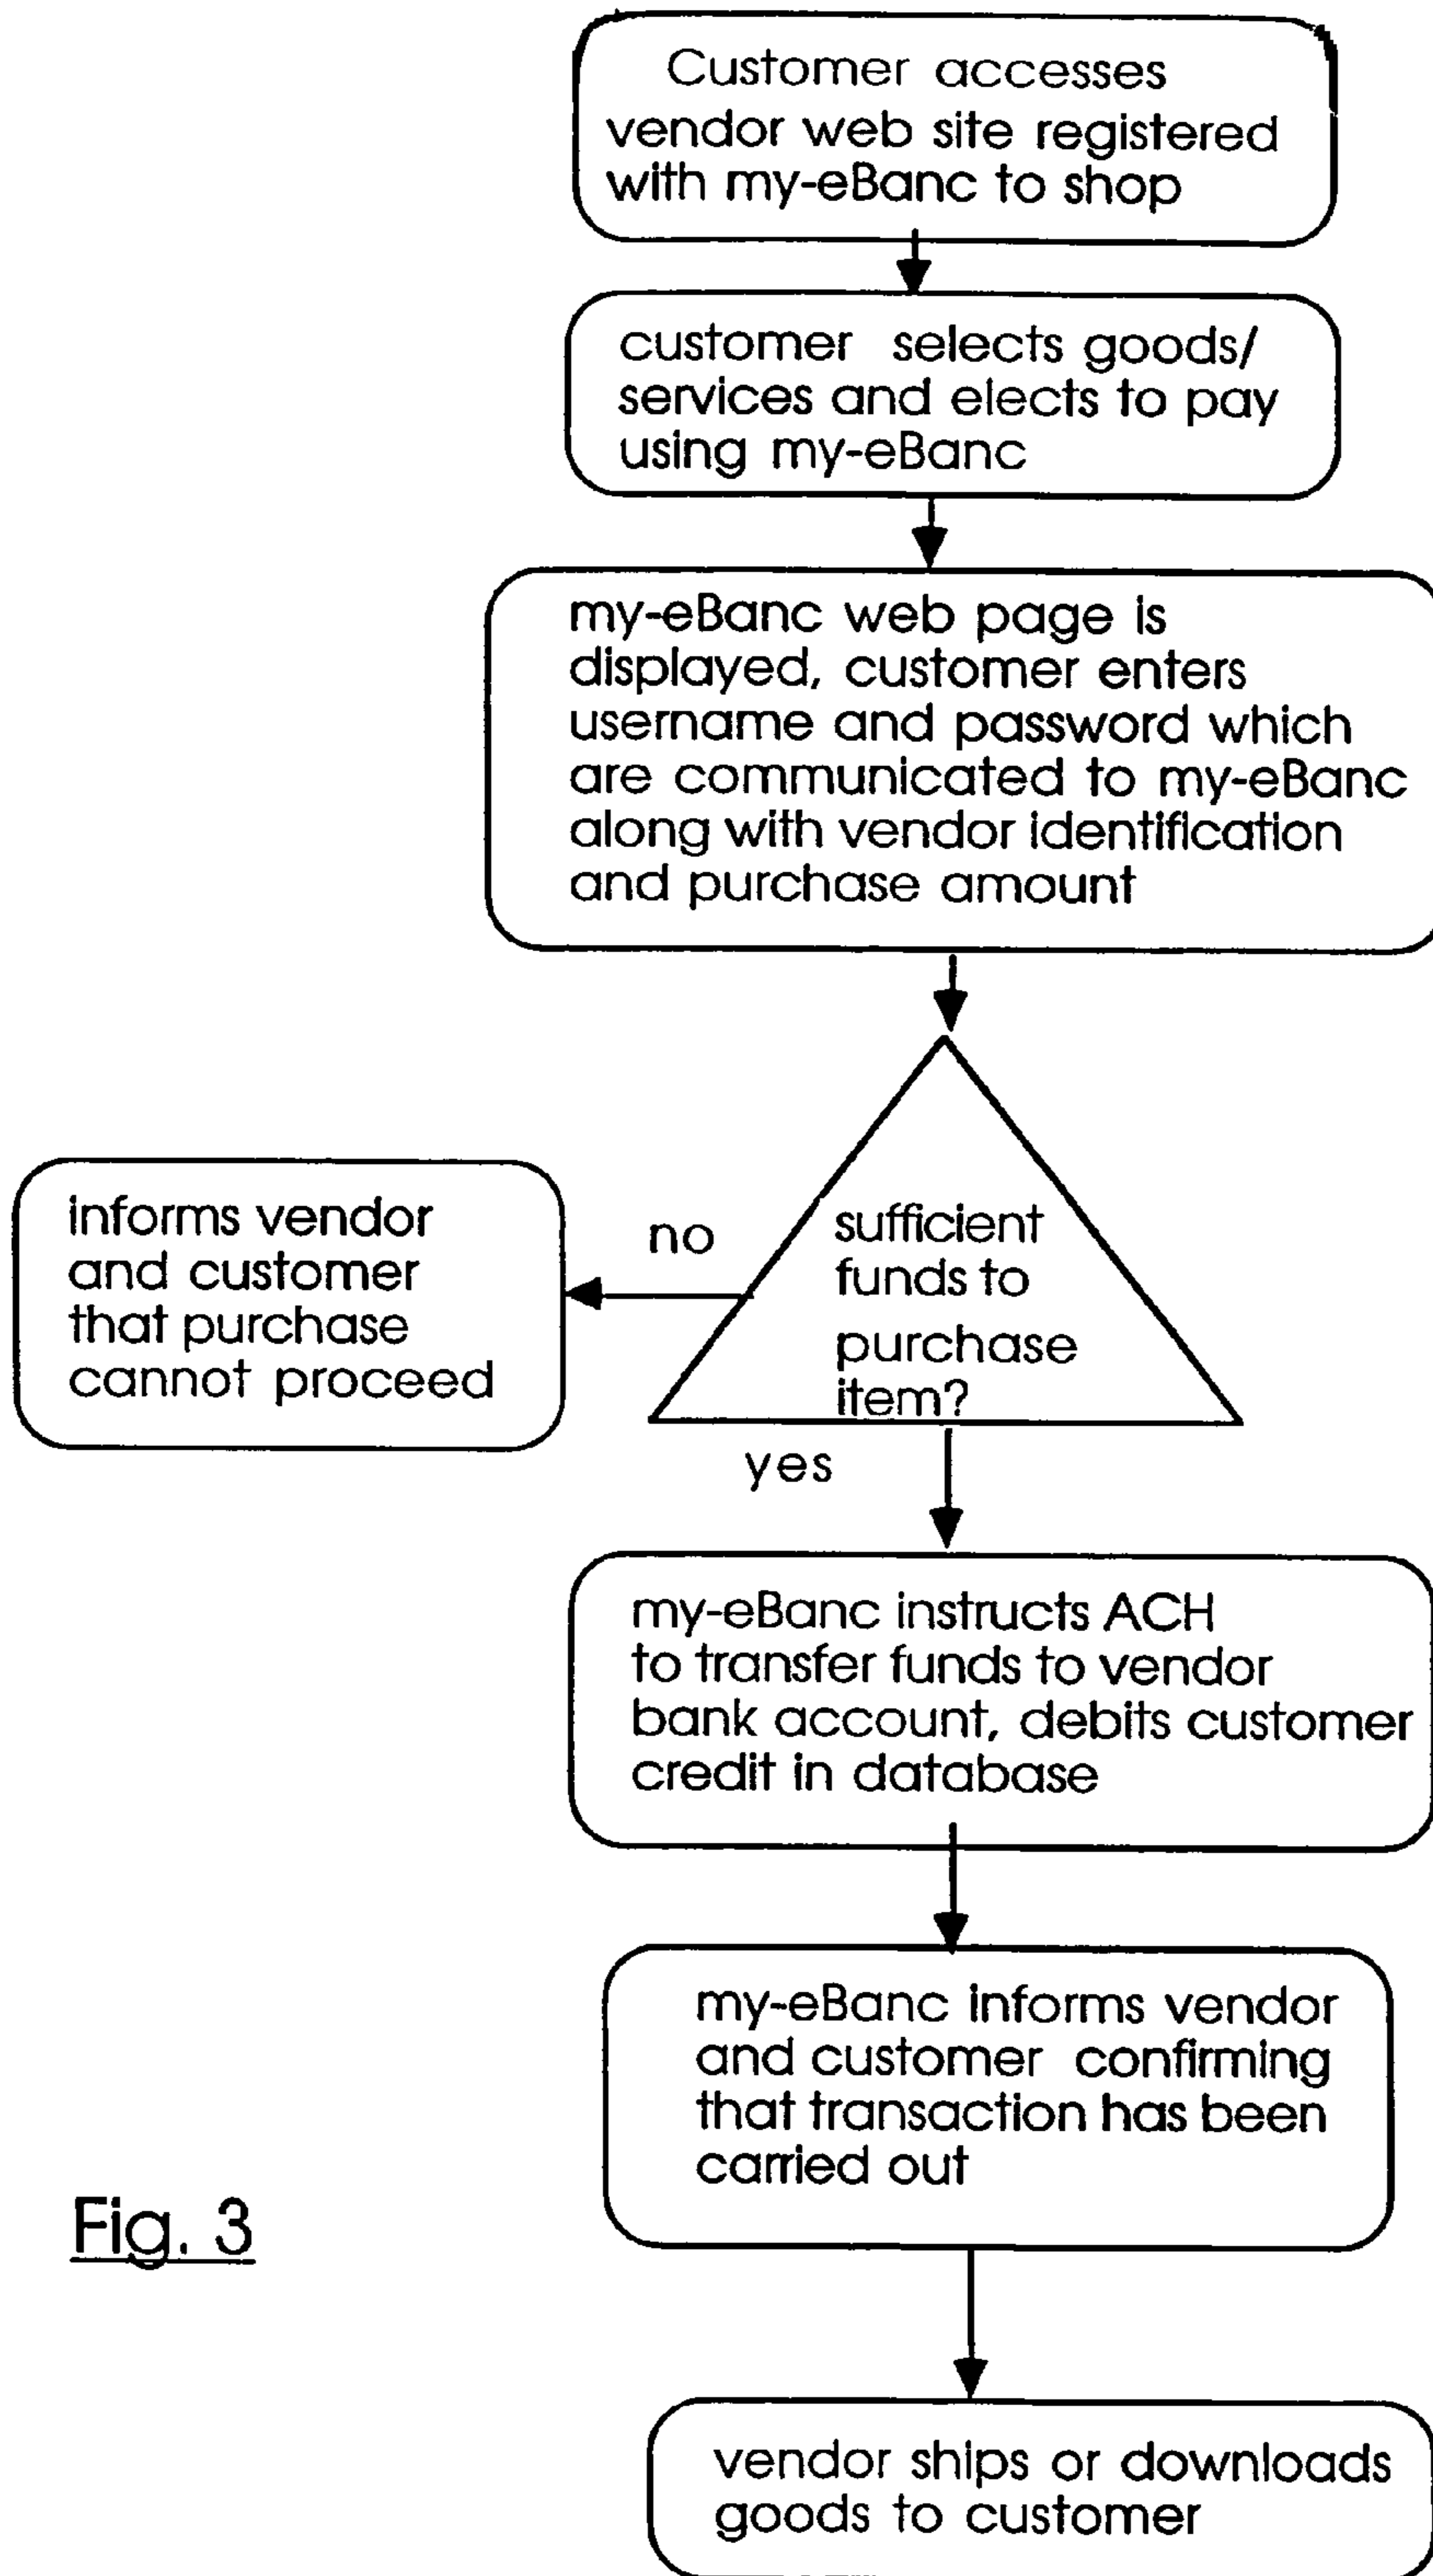 Customer accesses
vendor web site registered
with my-eBanc to shop
customer selects goods/
services and elects to pay
using my-eBanc
my-eBanc web page is
displayed, customer enters
username and password which
are communicated to my-eBanc
along with vendor identification
and purchase amount
sufficient
funds to
purchase
item?
no
informs vendor
and customer
that purchase
cannot proceed
yes
my-eBanc instructs ACH
to transfer funds to vendor
bank account, debits customer
credit in database
my-eBanc informs vendor
and customer confirming
that transaction has been
carried out
Fig. 3
vendor ships or downloads
goods to customer